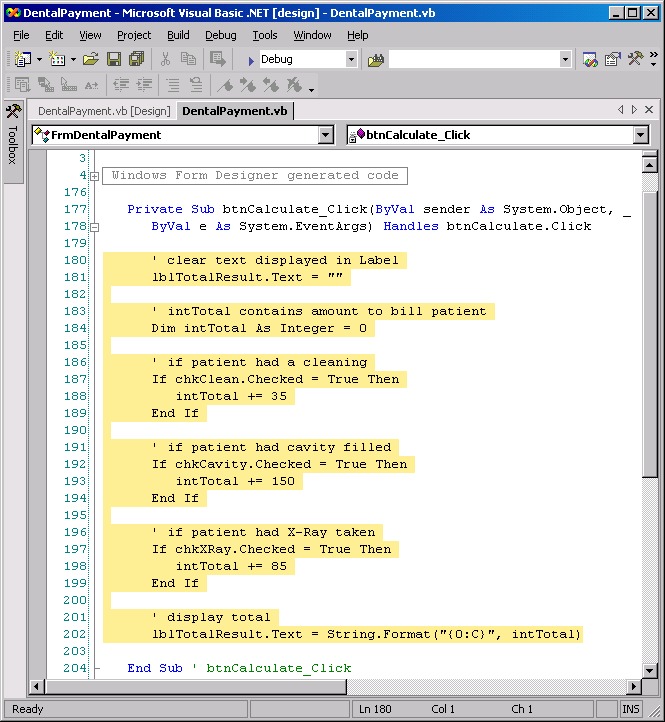 DentalPayment - Microsoft Visual Basic .NET [design] - DentalPayment.vb
File Edit View Project Build Debug Tools Window Help
Debug
DentalPayment.vb [Design] DentalPayment.vb
Toolbox
FrmDentalPayment btnCalculate_Click
3
4 Windows Form Designer generated code
176
177 Private Sub btnCalculate_Click(ByVal sender As System.Object, _
178 ByVal e As System.EventArgs) Handles btnCalculate.Click
179
180 ' clear text displayed in Label
181 lblTotalResult.Text = ""
182
183 ' intTotal contains amount to bill patient
184 Dim intTotal As Integer = 0
185
186 ' if patient had a cleaning
187 If chkClean.Checked = True Then
188 intTotal += 35
189 End If
190
191 ' if patient had cavity filled
192 If chkCavity.Checked = True Then
193 intTotal += 150
194 End If
195
196 ' if patient had X-Ray taken
197 If chkXRay.Checked = True Then
198 intTotal += 85
199 End If
200
201 ' display total
202 lblTotalResult.Text = String.Format("{0:C}", intTotal)
203
204 End Sub ' btnCalculate_Click
Ready Ln 180 Col 1 Ch 1 INS